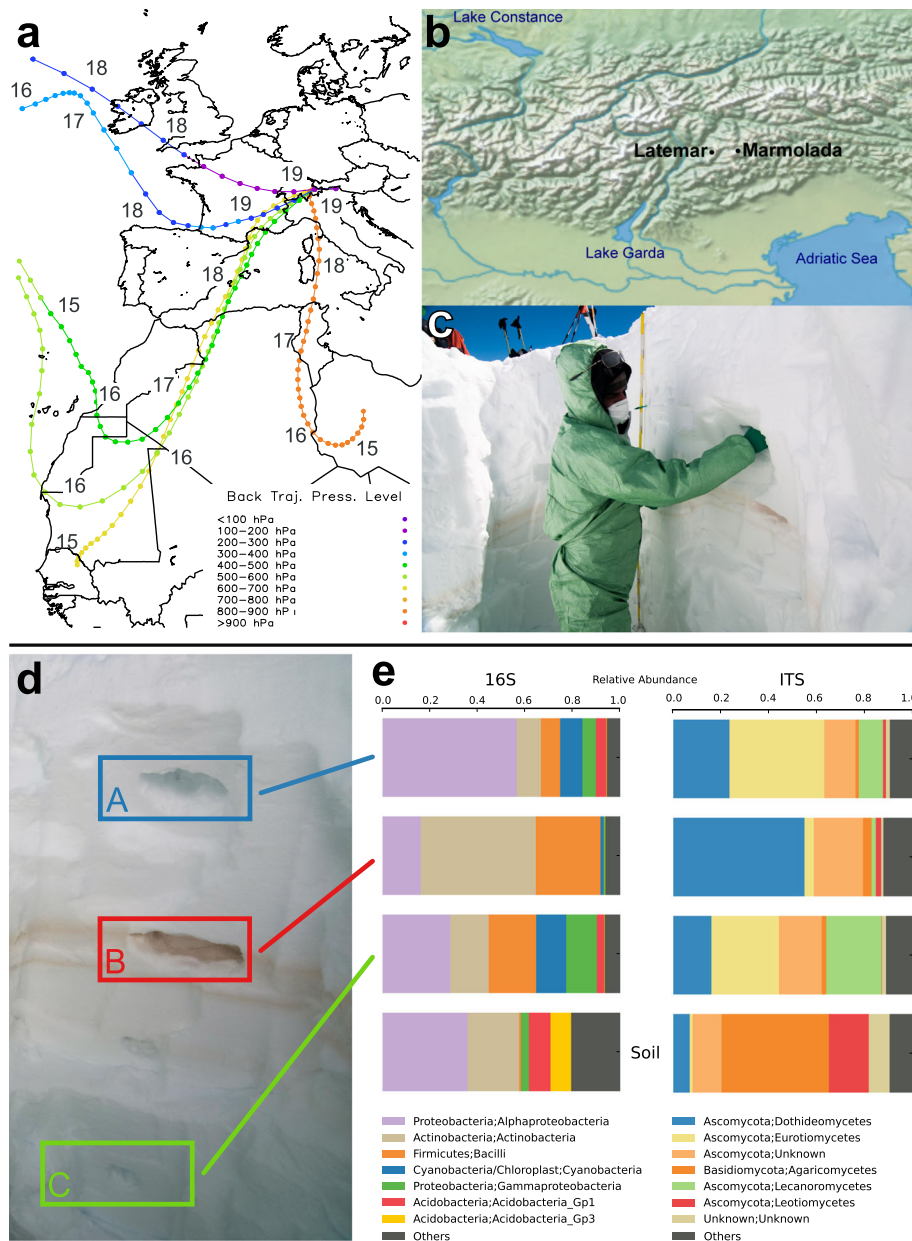 a
18
16
17
18
18
19
19
19
18
18
15
17
16
17
16
16
15
15
Back Traj. Press. Level
<100 hPa
100-200 hPa
200-300 hPa
300-400 hPa
400-500 hPa
500-600 hPa
600-700 hPa
700-800 hPa
800-900 hP
>900 hPa
b
Lake Constance
Latemar
Marmolada
Lake Garda
Adriatic Sea
C
d
A
B
C
e
16S
Relative Abundance
ITS
0.0 0.2 0.4 0.6 0.8 1.0
0.0 0.2 0.4 0.6 0.8 1.0
Soil
Proteobacteria;Alphaproteobacteria
Actinobacteria;Actinobacteria
Firmicutes;Bacilli
Cyanobacteria/Chloroplast;Cyanobacteria
Proteobacteria;Gammaproteobacteria
Acidobacteria;Acidobacteria_Gp1
Acidobacteria;Acidobacteria_Gp3
Others
Ascomycota;Dothideomycetes
Ascomycota;Eurotiomycetes
Ascomycota;Unknown
Basidiomycota;Agaricomycetes
Ascomycota;Lecanoromycetes
Ascomycota;Leotiomycetes
Unknown;Unknown
Others